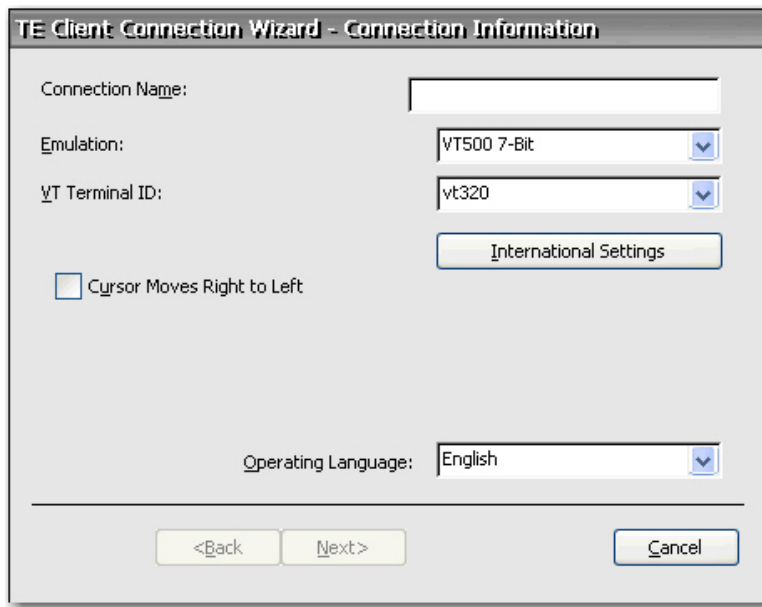 TE Client Connection Wizard - Connection Information
Connection Name:
Emulation: VT500 7-Bit
VT Terminal ID: vt320
International Settings
Cursor Moves Right to Left
Operating Language: English
<Back Next> Cancel